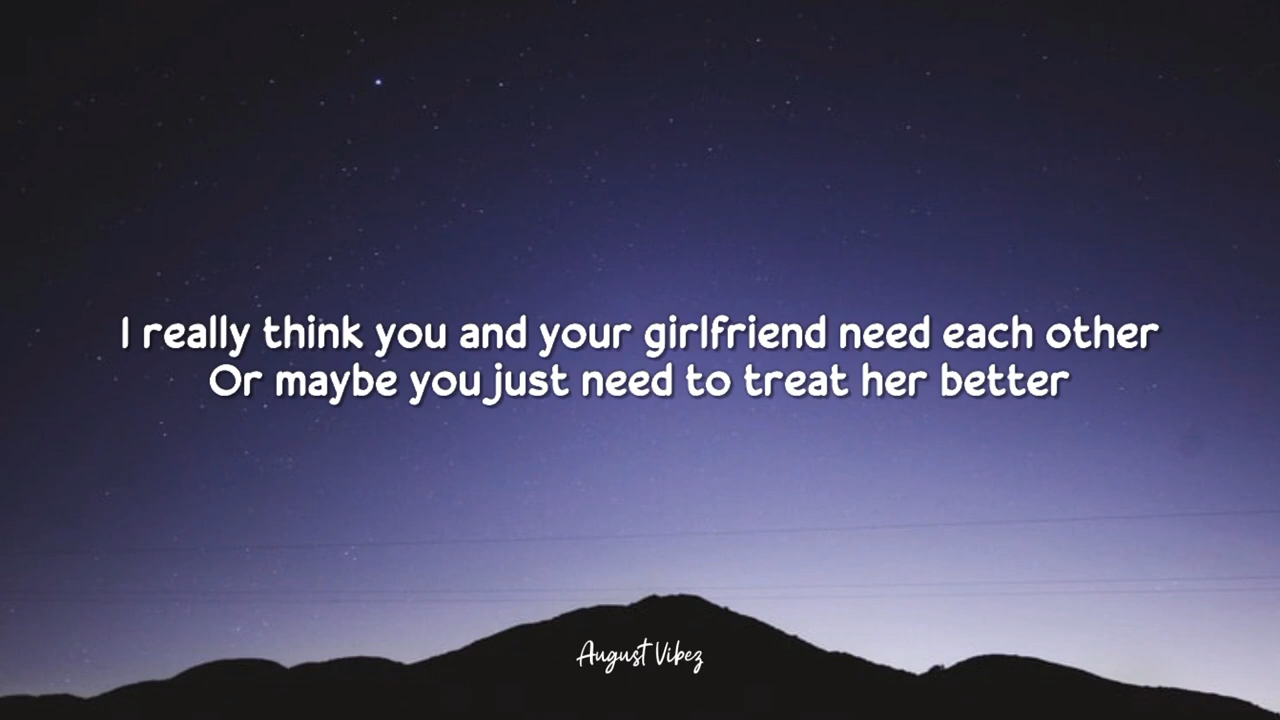 I really think you and your girlfriend need each other
Or maybe you just need to treat her better
August Vibez